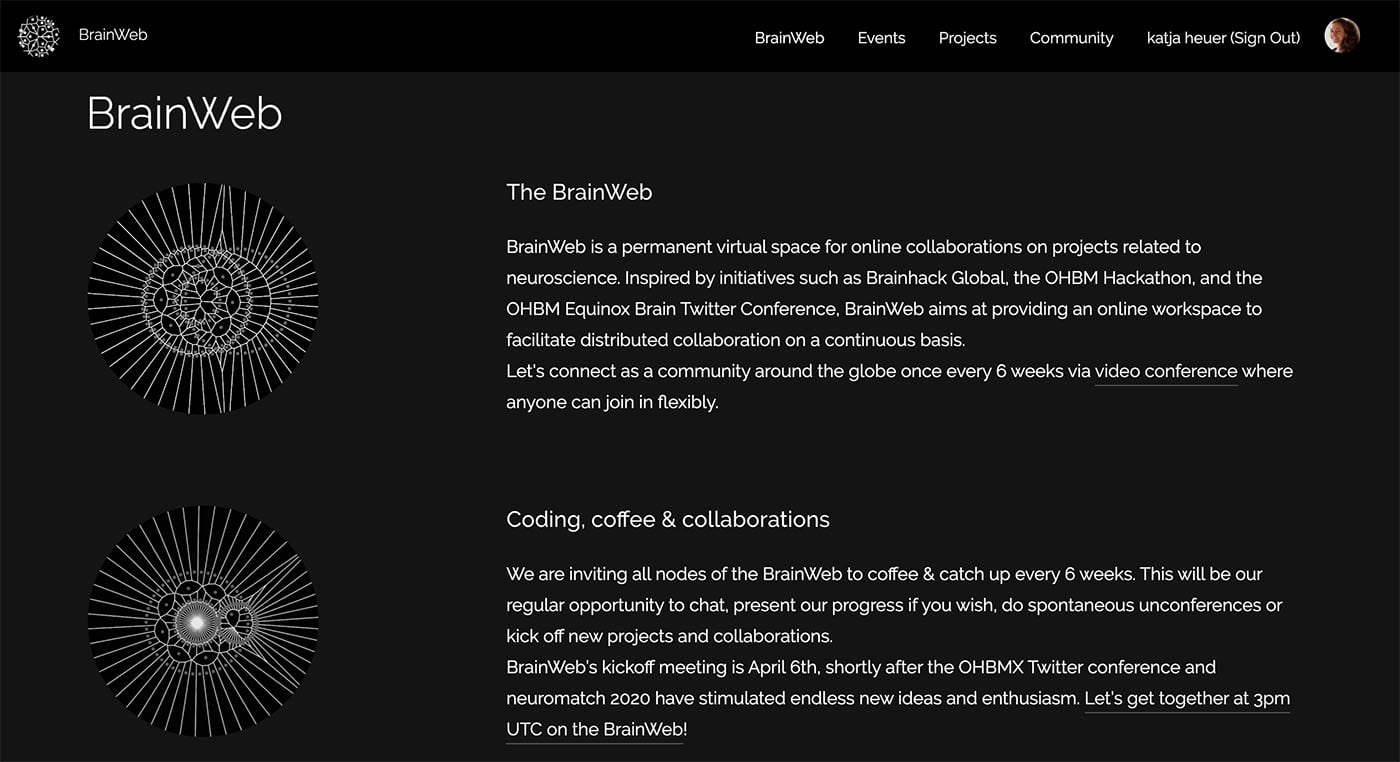 BrainWeb
BrainWeb Events Projects Community katja heuer (Sign Out)
BrainWeb
The BrainWeb
BrainWeb is a permanent virtual space for online collaborations on projects related to
neuroscience. Inspired by initiatives such as Brainhack Global, the OHBM Hackathon, and the
OHBM Equinox Brain Twitter Conference, BrainWeb aims at providing an online workspace to
facilitate distributed collaboration on a continuous basis.
Let's connect as a community around the globe once every 6 weeks via video conference where
anyone can join in flexibly.
Coding, coffee & collaborations
We are inviting all nodes of the BrainWeb to coffee & catch up every 6 weeks. This will be our
regular opportunity to chat, present our progress if you wish, do spontaneous unconferences or
kick off new projects and collaborations.
BrainWeb's kickoff meeting is April 6th, shortly after the OHBMX Twitter conference and
neuromatch 2020 have stimulated endless new ideas and enthusiasm. Let's get together at 3pm
UTC on the BrainWeb!